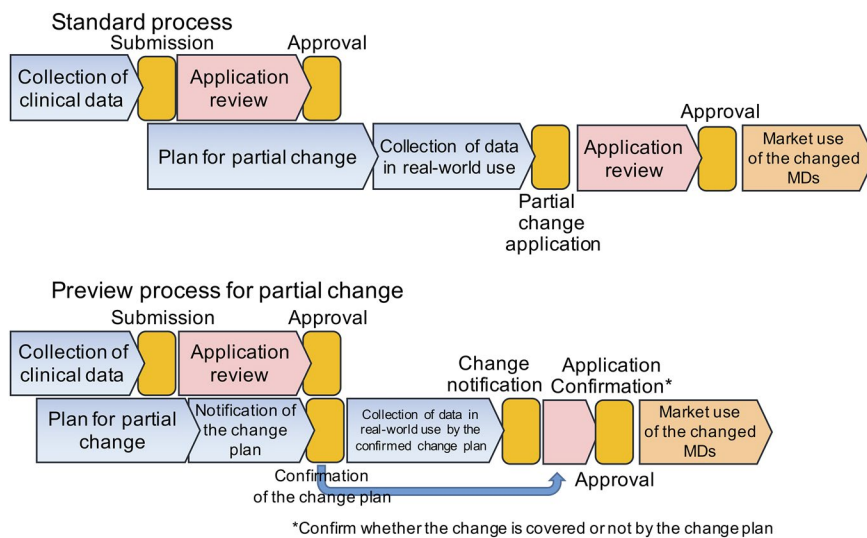 Standard process
Submission
Approval
Collection of
clinical data
Application
review
Plan for partial change
Collection of data
in real-world use
Partial
change
application
Application
review
Approval
Market use
of the changed
MDs
Preview process for partial change
Submission
Approval
Collection of
clinical data
Application
review
Plan for partial
change
Notification of
the change
plan
Confirmation
of the change plan
Collection of data in
real-world use by the
confirmed change plan
Change
notification
Application
Confirmation*
Approval
Market use
of the changed
MDs
*Confirm whether the change is covered or not by the change plan